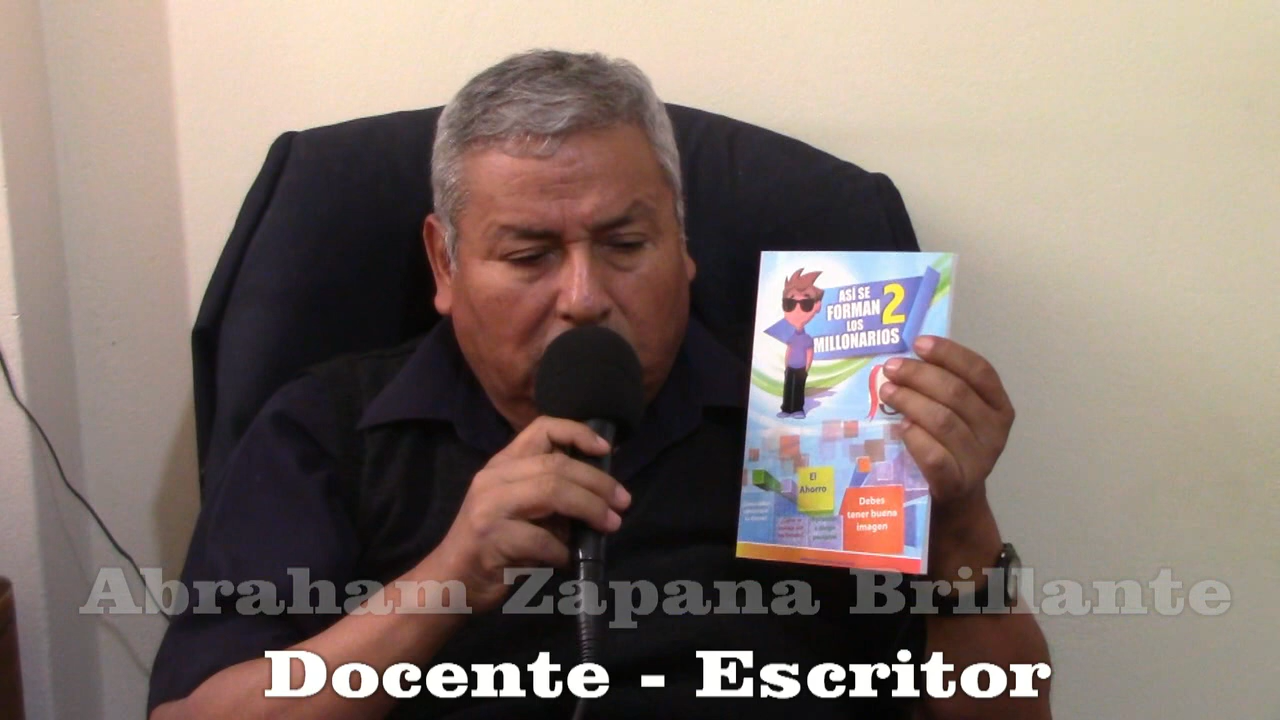 ASÍ SE
FORMAN 2
LOS
MILLONARIOS
El
Ahorro
Debes
tener buena
imagen
Abraham Zapana Brillante
Docente - Escritor